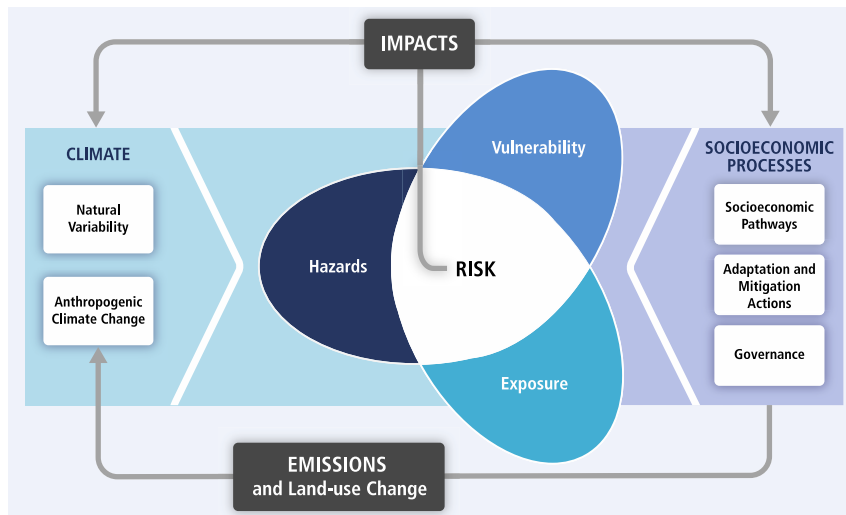 IMPACTS
CLIMATE
Natural
Variability
Anthropogenic
Climate Change
Vulnerability
Hazards
RISK
Exposure
SOCIOECONOMIC
PROCESSES
Socioeconomic
Pathways
Adaptation and
Mitigation
Actions
Governance
EMISSIONS
and Land-use Change